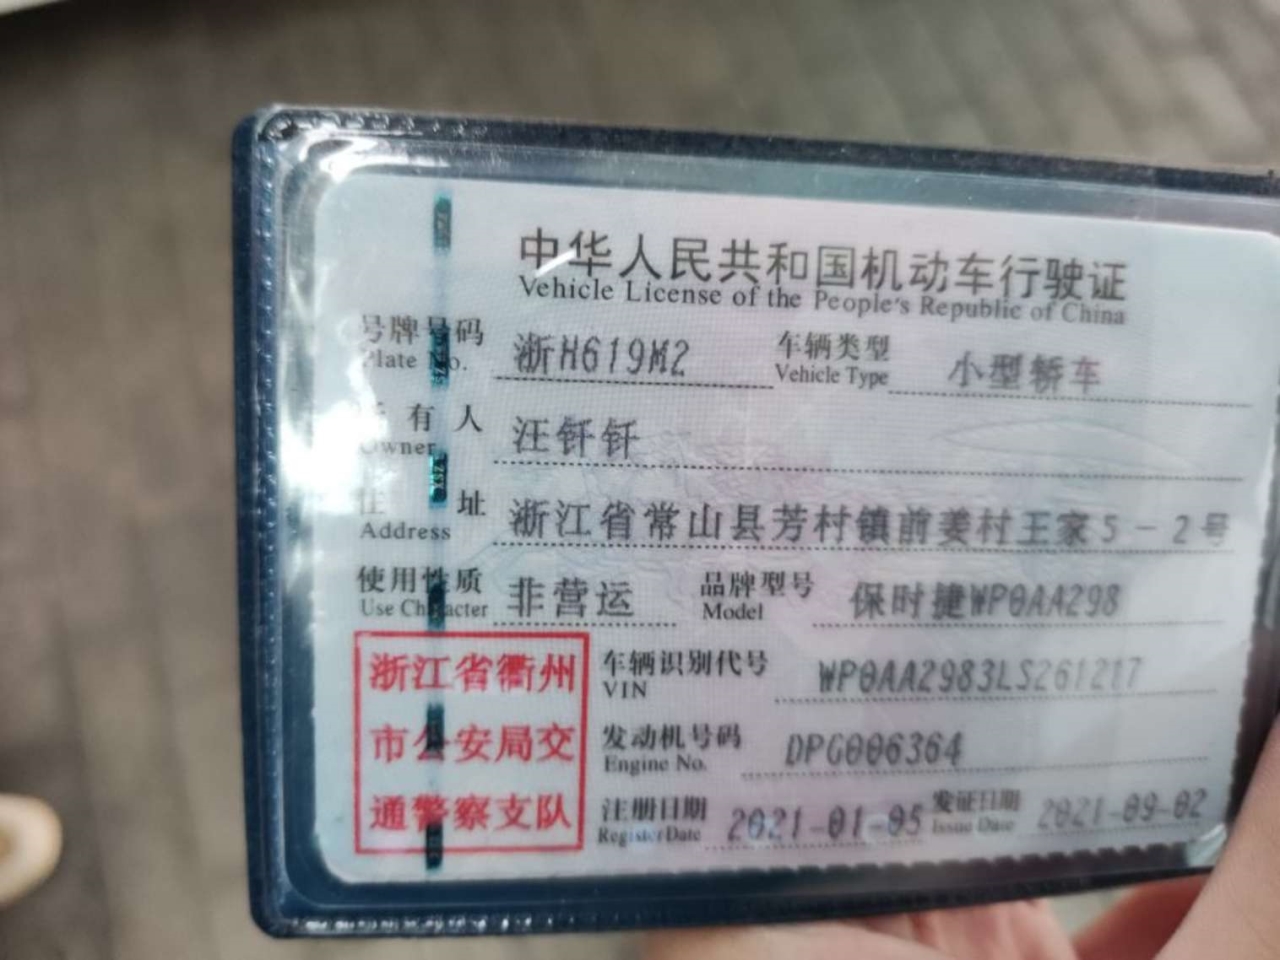 中华人民共和国机动车行驶证
Vehicle License of the People's Republic of China
号牌号码 浙H619M2 车辆类型 小型轿车
Plate No. Vehicle Type
所有人 汪钎钎
Owner
住址 浙江省常山县芳村镇前姜村王家5-2号
Address
使用性质 非营运 品牌型号 保时捷WP0AA298
Use Character Model
浙江省衢州
市公安局交
通警察支队
车辆识别代号 WP0AA2983LS261217
VIN
发动机号码 DPG006364
Engine No.
注册日期 2021-01-05 发证日期 2021-09-02
Register Date Issue Date